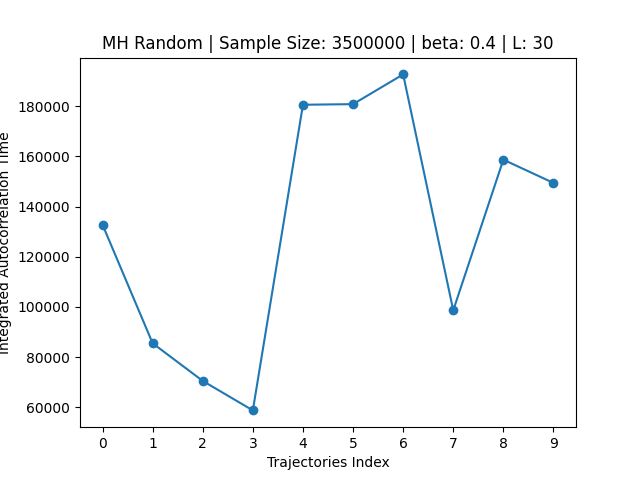 MH Random | Sample Size: 3500000 | beta: 0.4 | L: 30
Integrated Autocorrelation Time
180000
160000
140000
120000
100000
80000
60000
0 1 2 3 4 5 6 7 8 9
Trajectories Index